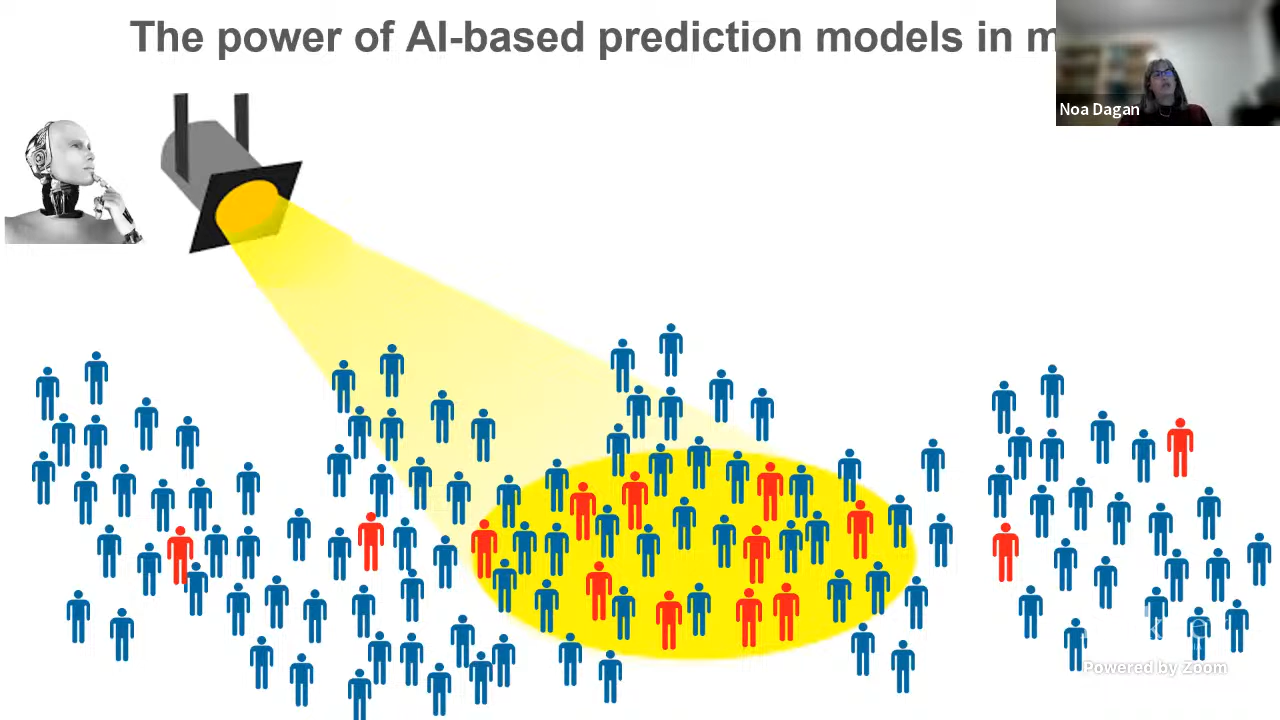 The power of AI-based prediction models in m
Noa Dagan
Powered by Zoom